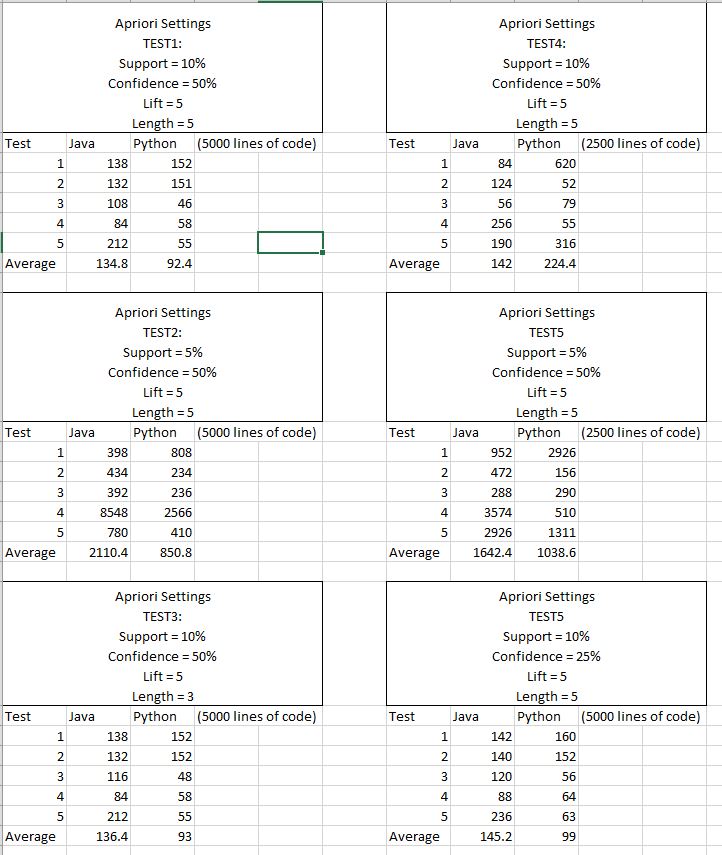 Apriori Settings
TEST1:
Support = 10%
Confidence = 50%
Lift = 5
Length = 5
Test Java Python (5000 lines of code)
1 138 152
2 132 151
3 108 46
4 84 58
5 212 55
Average 134.8 92.4
Apriori Settings
TEST4:
Support = 10%
Confidence = 50%
Lift = 5
Length = 5
Test Java Python (2500 lines of code)
1 84 620
2 124 52
3 56 79
4 256 55
5 190 316
Average 142 224.4
Apriori Settings
TEST2:
Support = 5%
Confidence = 50%
Lift = 5
Length = 5
Test Java Python (5000 lines of code)
1 398 808
2 434 234
3 392 236
4 8548 2566
5 780 410
Average 2110.4 850.8
Apriori Settings
TEST5
Support = 5%
Confidence = 50%
Lift = 5
Length = 5
Test Java Python (2500 lines of code)
1 952 2926
2 472 156
3 288 290
4 3574 510
5 2926 1311
Average 1642.4 1038.6
Apriori Settings
TEST3:
Support = 10%
Confidence = 50%
Lift = 5
Length = 3
Test Java Python (5000 lines of code)
1 138 152
2 132 152
3 116 48
4 84 58
5 212 55
Average 136.4 93
Apriori Settings
TEST5
Support = 10%
Confidence = 25%
Lift = 5
Length = 5
Test Java Python (5000 lines of code)
1 142 160
2 140 152
3 120 56
4 88 64
5 236 63
Average 145.2 99